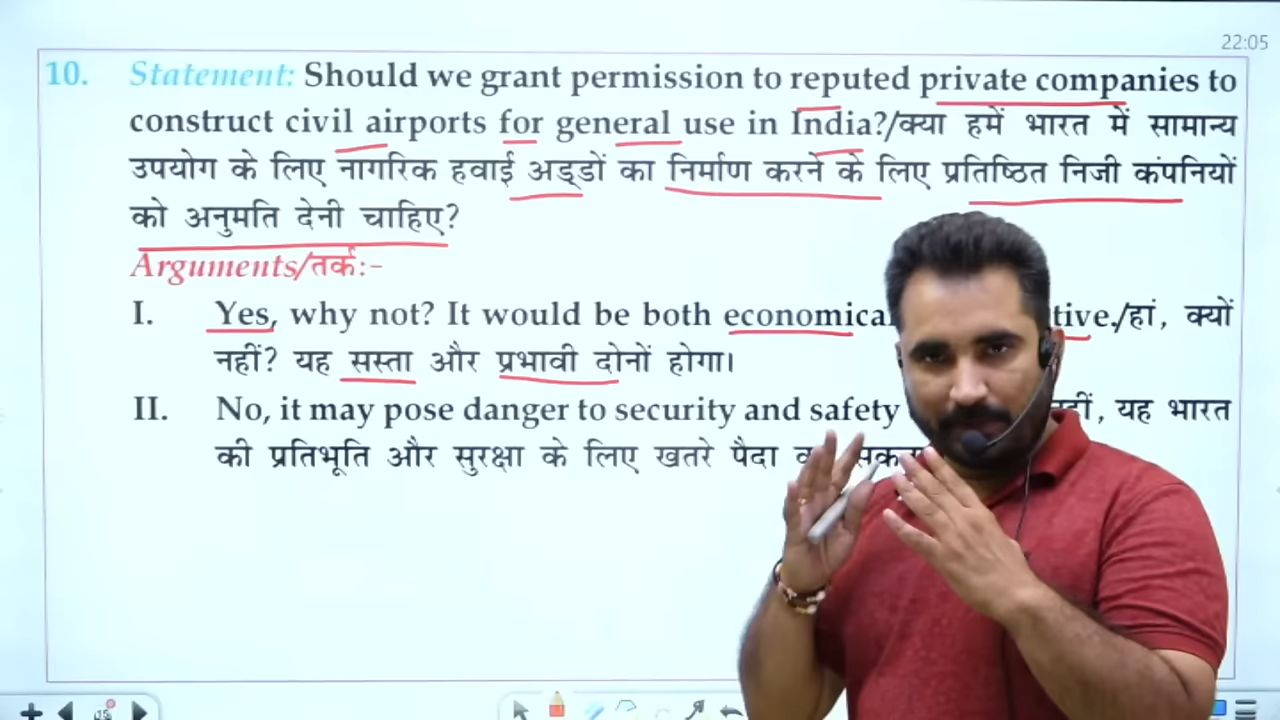 22:05
10. Statement: Should we grant permission to reputed private companies to
construct civil airports for general use in India?/क्या हमें भारत में सामान्य
उपयोग के लिए नागरिक हवाई अड्डों का निर्माण करने के लिए प्रतिष्ठित निजी कंपनियों
को अनुमति देनी चाहिए?
Arguments/तर्क:-
I. Yes, why not? It would be both economical tive./हां, क्यों
नहीं? यह सस्ता और प्रभावी दोनों होगा।
II. No, it may pose danger to security and safety यह भारत
की प्रतिभूति और सुरक्षा के लिए खतरे पैदा